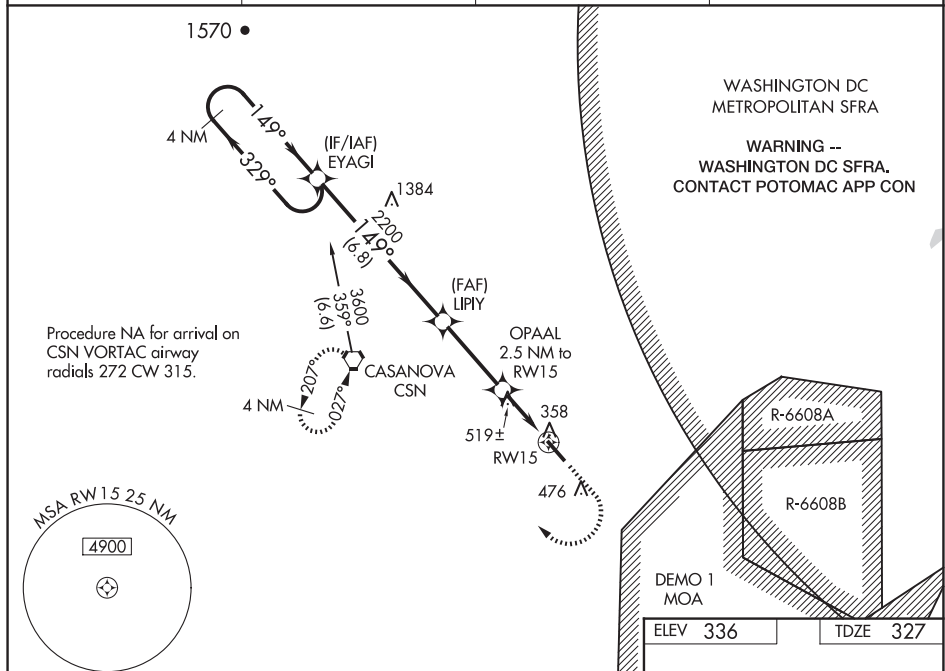 1570
WASHINGTON DC
METROPOLITAN SFRA
WARNING --
WASHINGTON DC SFRA.
CONTACT POTOMAC APP CON
4 NM
149°
329°
(IF/IAF)
EYAGI
1384
2200
149°
(6.8)
(FAF)
LIPIY
3600
359°
(6.6)
Procedure NA for arrival on
CSN VORTAC airway
radials 272 CW 315.
OPAAL
2.5 NM to
RW15
CASANOVA
CSN
207°
027°
4 NM
358
519±
RW15
476
R-6608A
R-6608B
MSA RW15 25 NM
4900
DEMO 1
MOA
ELEV 336
TDZE 327